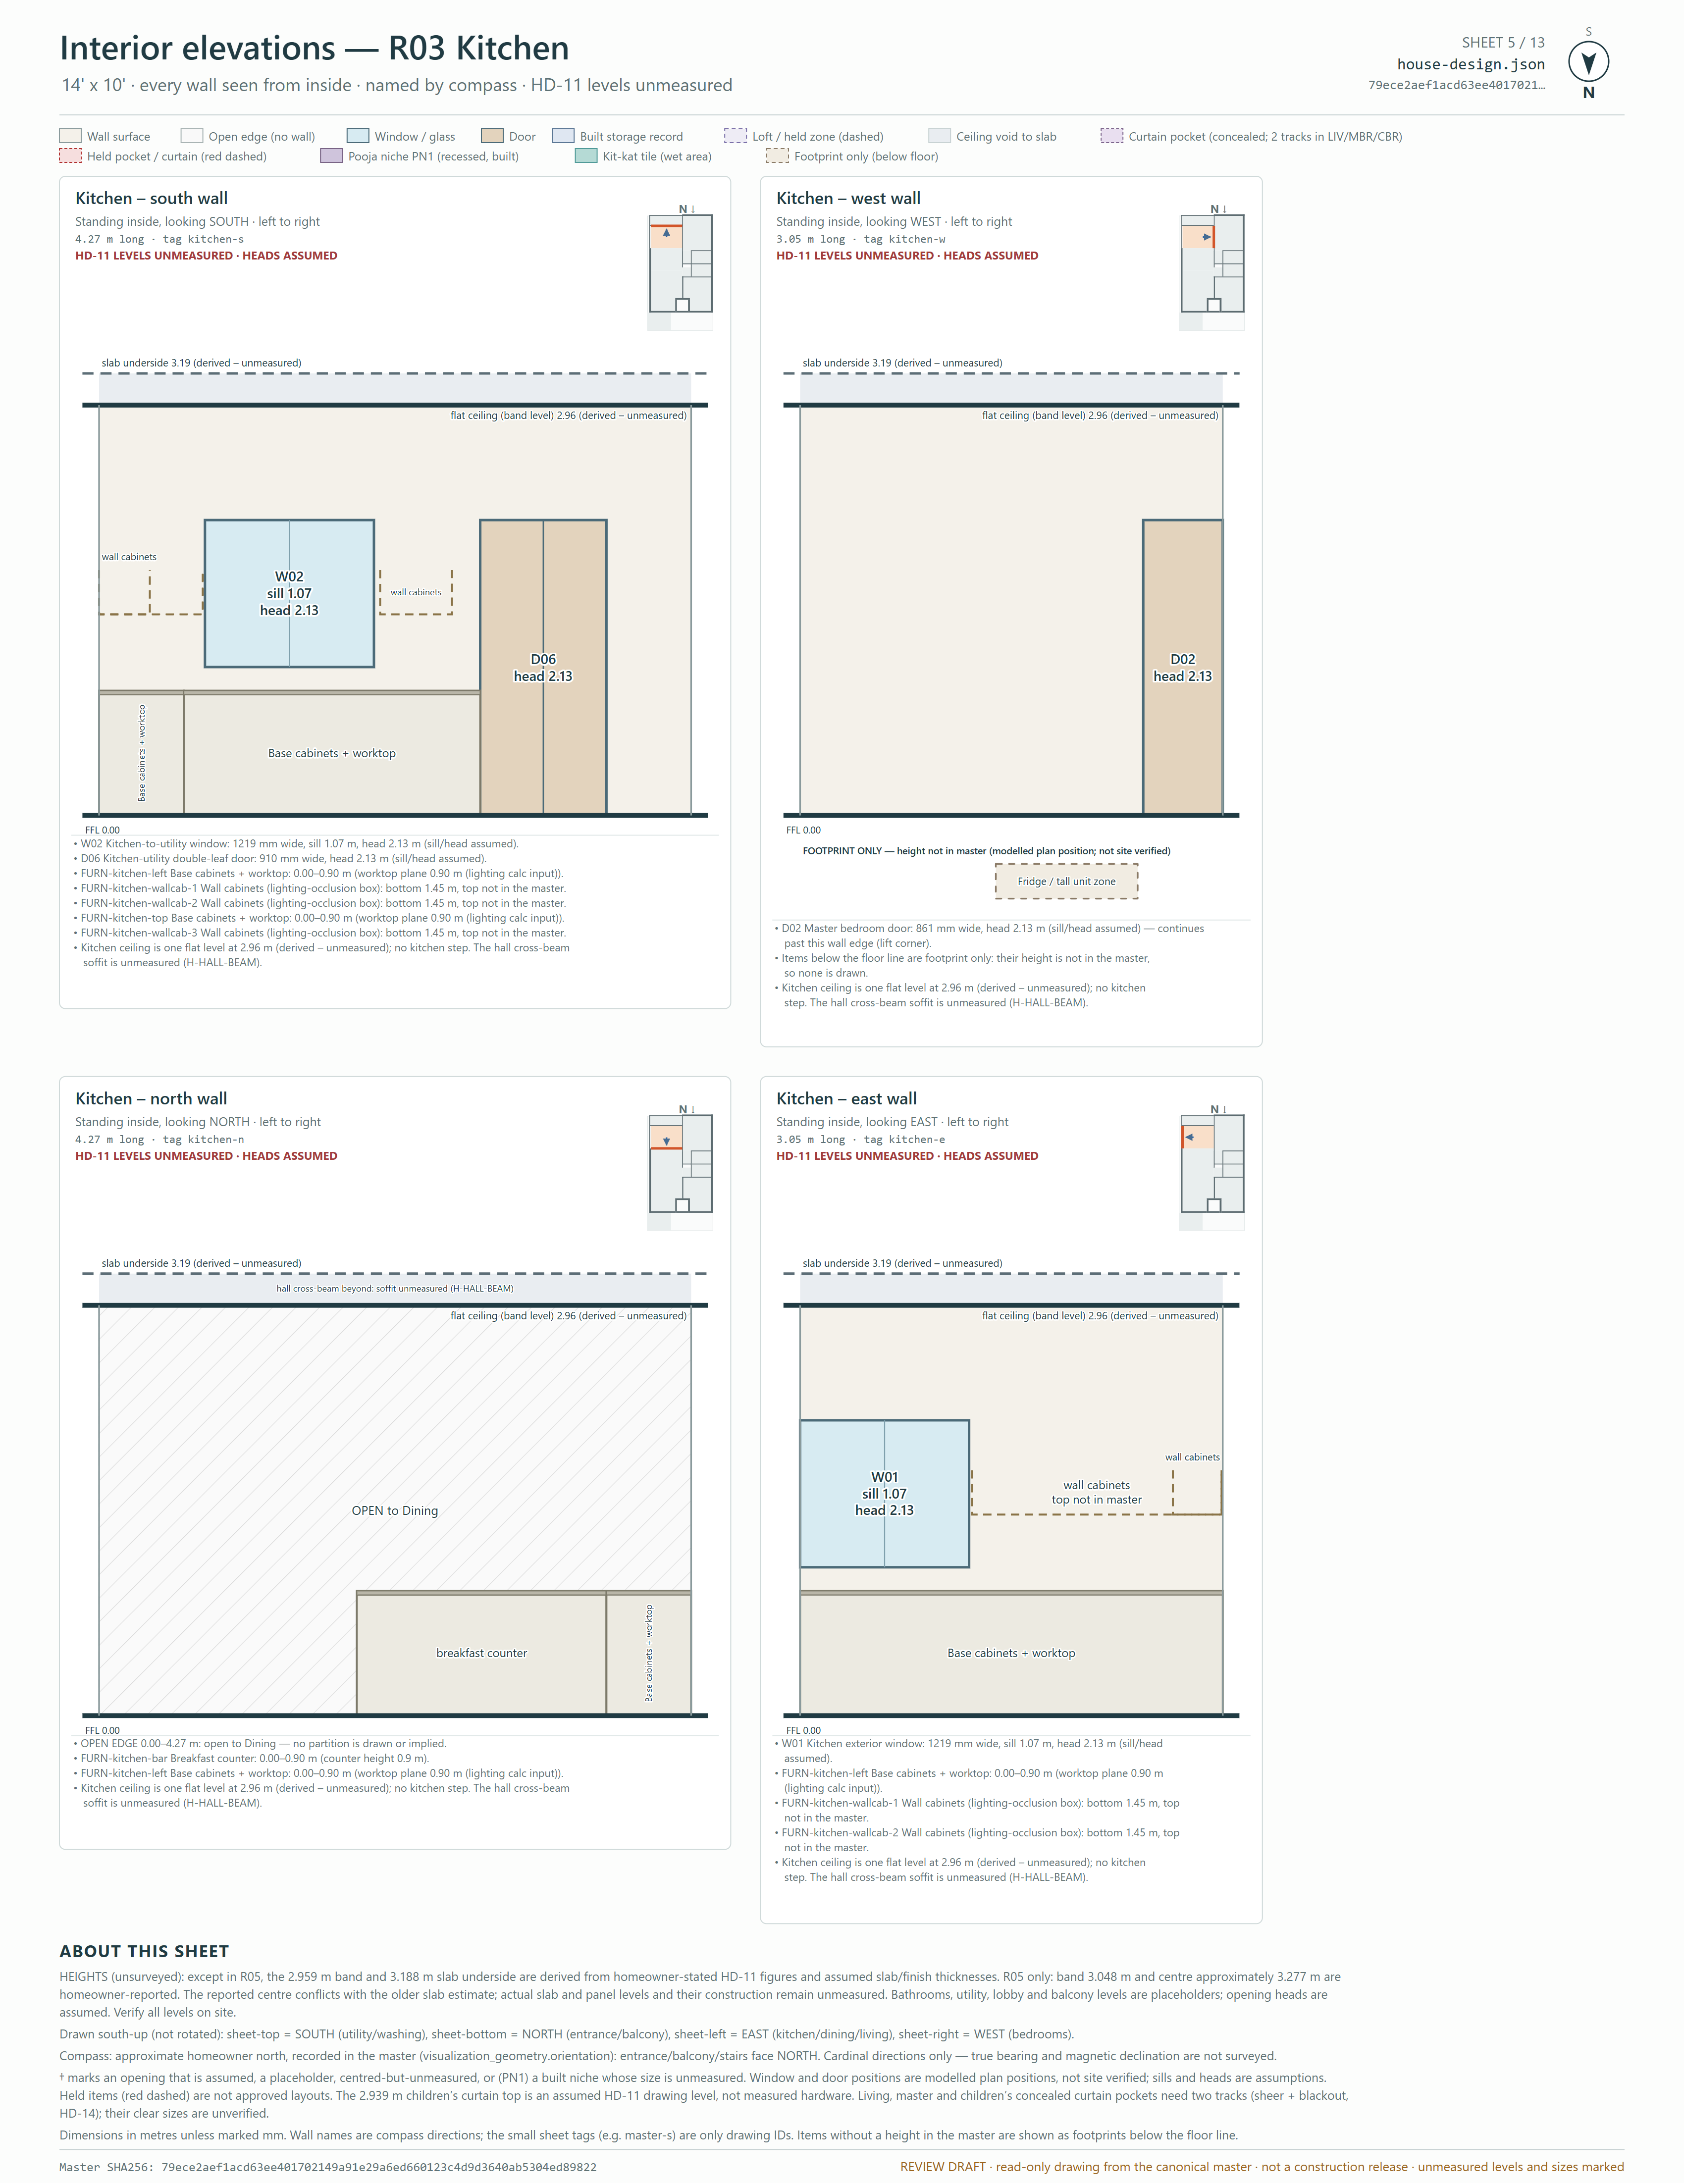 Interior elevations — R03 Kitchen
14' x 10' · every wall seen from inside · named by compass · HD-11 levels unmeasured
SHEET 5 / 13
house-design.json
79ece2aef1acd63ee4017021…
S
N
Wall surface
Open edge (no wall)
Window / glass
Door
Built storage record
Loft / held zone (dashed)
Ceiling void to slab
Curtain pocket (concealed; 2 tracks in LIV/MBR/CBR)
Held pocket / curtain (red dashed)
Pooja niche PN1 (recessed, built)
Kit-kat tile (wet area)
Footprint only (below floor)
Kitchen – south wall
Standing inside, looking SOUTH · left to right
4.27 m long · tag kitchen-s
HD-11 LEVELS UNMEASURED · HEADS ASSUMED
N ↓
slab underside 3.19 (derived – unmeasured)
flat ceiling (band level) 2.96 (derived – unmeasured)
wall cabinets
W02
sill 1.07
head 2.13
wall cabinets
D06
head 2.13
Base cabinets + worktop
Base cabinets + worktop
FFL 0.00
• W02 Kitchen-to-utility window: 1219 mm wide, sill 1.07 m, head 2.13 m (sill/head assumed).
• D06 Kitchen-utility double-leaf door: 910 mm wide, head 2.13 m (sill/head assumed).
• FURN-kitchen-left Base cabinets + worktop: 0.00–0.90 m (worktop plane 0.90 m (lighting calc input)).
• FURN-kitchen-wallcab-1 Wall cabinets (lighting-occlusion box): bottom 1.45 m, top not in the master.
• FURN-kitchen-wallcab-2 Wall cabinets (lighting-occlusion box): bottom 1.45 m, top not in the master.
• FURN-kitchen-top Base cabinets + worktop: 0.00–0.90 m (worktop plane 0.90 m (lighting calc input)).
• FURN-kitchen-wallcab-3 Wall cabinets (lighting-occlusion box): bottom 1.45 m, top not in the master.
• Kitchen ceiling is one flat level at 2.96 m (derived – unmeasured); no kitchen step. The hall cross-beam
soffit is unmeasured (H-HALL-BEAM).
Kitchen – west wall
Standing inside, looking WEST · left to right
3.05 m long · tag kitchen-w
HD-11 LEVELS UNMEASURED · HEADS ASSUMED
N ↓
slab underside 3.19 (derived – unmeasured)
flat ceiling (band level) 2.96 (derived – unmeasured)
D02
head 2.13
FFL 0.00
FOOTPRINT ONLY — height not in master (modelled plan position; not site verified)
Fridge / tall unit zone
• D02 Master bedroom door: 861 mm wide, head 2.13 m (sill/head assumed) — continues
past this wall edge (lift corner).
• Items below the floor line are footprint only: their height is not in the master,
so none is drawn.
• Kitchen ceiling is one flat level at 2.96 m (derived – unmeasured); no kitchen
step. The hall cross-beam soffit is unmeasured (H-HALL-BEAM).
Kitchen – north wall
Standing inside, looking NORTH · left to right
4.27 m long · tag kitchen-n
HD-11 LEVELS UNMEASURED · HEADS ASSUMED
N ↓
slab underside 3.19 (derived – unmeasured)
hall cross-beam beyond: soffit unmeasured (H-HALL-BEAM)
flat ceiling (band level) 2.96 (derived – unmeasured)
OPEN to Dining
breakfast counter
Base cabinets + worktop
FFL 0.00
• OPEN EDGE 0.00–4.27 m: open to Dining — no partition is drawn or implied.
• FURN-kitchen-bar Breakfast counter: 0.00–0.90 m (counter height 0.9 m).
• FURN-kitchen-left Base cabinets + worktop: 0.00–0.90 m (worktop plane 0.90 m (lighting calc input)).
• Kitchen ceiling is one flat level at 2.96 m (derived – unmeasured); no kitchen step. The hall cross-beam
soffit is unmeasured (H-HALL-BEAM).
Kitchen – east wall
Standing inside, looking EAST · left to right
3.05 m long · tag kitchen-e
HD-11 LEVELS UNMEASURED · HEADS ASSUMED
N ↓
slab underside 3.19 (derived – unmeasured)
flat ceiling (band level) 2.96 (derived – unmeasured)
W01
sill 1.07
head 2.13
wall cabinets
wall cabinets
top not in master
Base cabinets + worktop
FFL 0.00
• W01 Kitchen exterior window: 1219 mm wide, sill 1.07 m, head 2.13 m (sill/head
assumed).
• FURN-kitchen-left Base cabinets + worktop: 0.00–0.90 m (worktop plane 0.90 m
(lighting calc input)).
• FURN-kitchen-wallcab-1 Wall cabinets (lighting-occlusion box): bottom 1.45 m, top
not in the master.
• FURN-kitchen-wallcab-2 Wall cabinets (lighting-occlusion box): bottom 1.45 m, top
not in the master.
• Kitchen ceiling is one flat level at 2.96 m (derived – unmeasured); no kitchen
step. The hall cross-beam soffit is unmeasured (H-HALL-BEAM).
ABOUT THIS SHEET
HEIGHTS (unsurveyed): except in R05, the 2.959 m band and 3.188 m slab underside are derived from homeowner-stated HD-11 figures and assumed slab/finish thicknesses. R05 only: band 3.048 m and centre approximately 3.277 m are
homeowner-reported. The reported centre conflicts with the older slab estimate; actual slab and panel levels and their construction remain unmeasured. Bathrooms, utility, lobby and balcony levels are placeholders; opening heads are
assumed. Verify all levels on site.
Drawn south-up (not rotated): sheet-top = SOUTH (utility/washing), sheet-bottom = NORTH (entrance/balcony), sheet-left = EAST (kitchen/dining/living), sheet-right = WEST (bedrooms).
Compass: approximate homeowner north, recorded in the master (visualization_geometry.orientation): entrance/balcony/stairs face NORTH. Cardinal directions only — true bearing and magnetic declination are not surveyed.
† marks an opening that is assumed, a placeholder, centred-but-unmeasured, or (PN1) a built niche whose size is unmeasured. Window and door positions are modelled plan positions, not site verified; sills and heads are assumptions.
Held items (red dashed) are not approved layouts. The 2.939 m children's curtain top is an assumed HD-11 drawing level, not measured hardware. Living, master and children's concealed curtain pockets need two tracks (sheer + blackout,
HD-14); their clear sizes are unverified.
Dimensions in metres unless marked mm. Wall names are compass directions; the small sheet tags (e.g. master-s) are only drawing IDs. Items without a height in the master are shown as footprints below the floor line.
Master SHA256: 79ece2aef1acd63ee401702149a91e29a6ed660123c4d9d3640ab5304ed89822
REVIEW DRAFT · read-only drawing from the canonical master · not a construction release · unmeasured levels and sizes marked